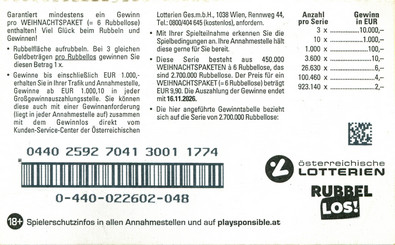 Garantiert mindestens ein Gewinn
pro WEIHNACHTSPAKET (= 6 Rubbellose)
enthalten! Viel Glück beim Rubbeln und
Gewinnen!
• Rubbelfläche aufrubbeln. Bei 3 gleichen
Geldbeträgen pro Rubbellos gewinnen Sie
diesen Betrag 1 x.
• Gewinne bis einschließlich EUR 1.000,-
erhalten Sie in Ihrer Trafik und Annahmestelle,
Gewinne ab EUR 1.000,10 in jeder
Großgewinnauszahlungsstelle. Sie können
diese auch mit einer Gewinnanforderung
(liegt in jeder Annahmestelle auf) zusammen
mit dem Gewinnlos direkt vom
Kunden-Service-Center der Österreichischen
Lotterien Ges.m.b.H., 1038 Wien, Rennweg 44,
Tel.: 0800/404 645 (kostenlos), anfordern.
• Mit Ihrer Spielteilnahme erkennen Sie die
Spielbedingungen an. Ihre Annahmestelle hält
diese gerne für Sie bereit.
• Diese Serie besteht aus 450.000
WEIHNACHTSPAKETEN à 6 Rubbellose, das
sind 2.700.000 Rubbellose. Der Preis für ein
WEIHNACHTSPAKET (= 6 Rubbellose) beträgt
EUR 9,90. Die Auszahlung der Gewinne endet
mit 16.11.2026.
• Die hier angeführte Gewinntabelle bezieht
sich auf die Serie von 2.700.000 Rubbellose:
Anzahl Gewinn
pro Serie in EUR
3 x 10.000,-
10 x 1.000,-
1.000 x 100,-
26.630 x 6,-
100.460 x 4,-
923.140 x 2,-
0440 2592 7041 3001 1774
0-440-022602-048
österreichische
LOTTERIEN
RUBBEL
LOS!
18+ Spielerschutzinfos in allen Annahmestellen und auf playsponsible.at